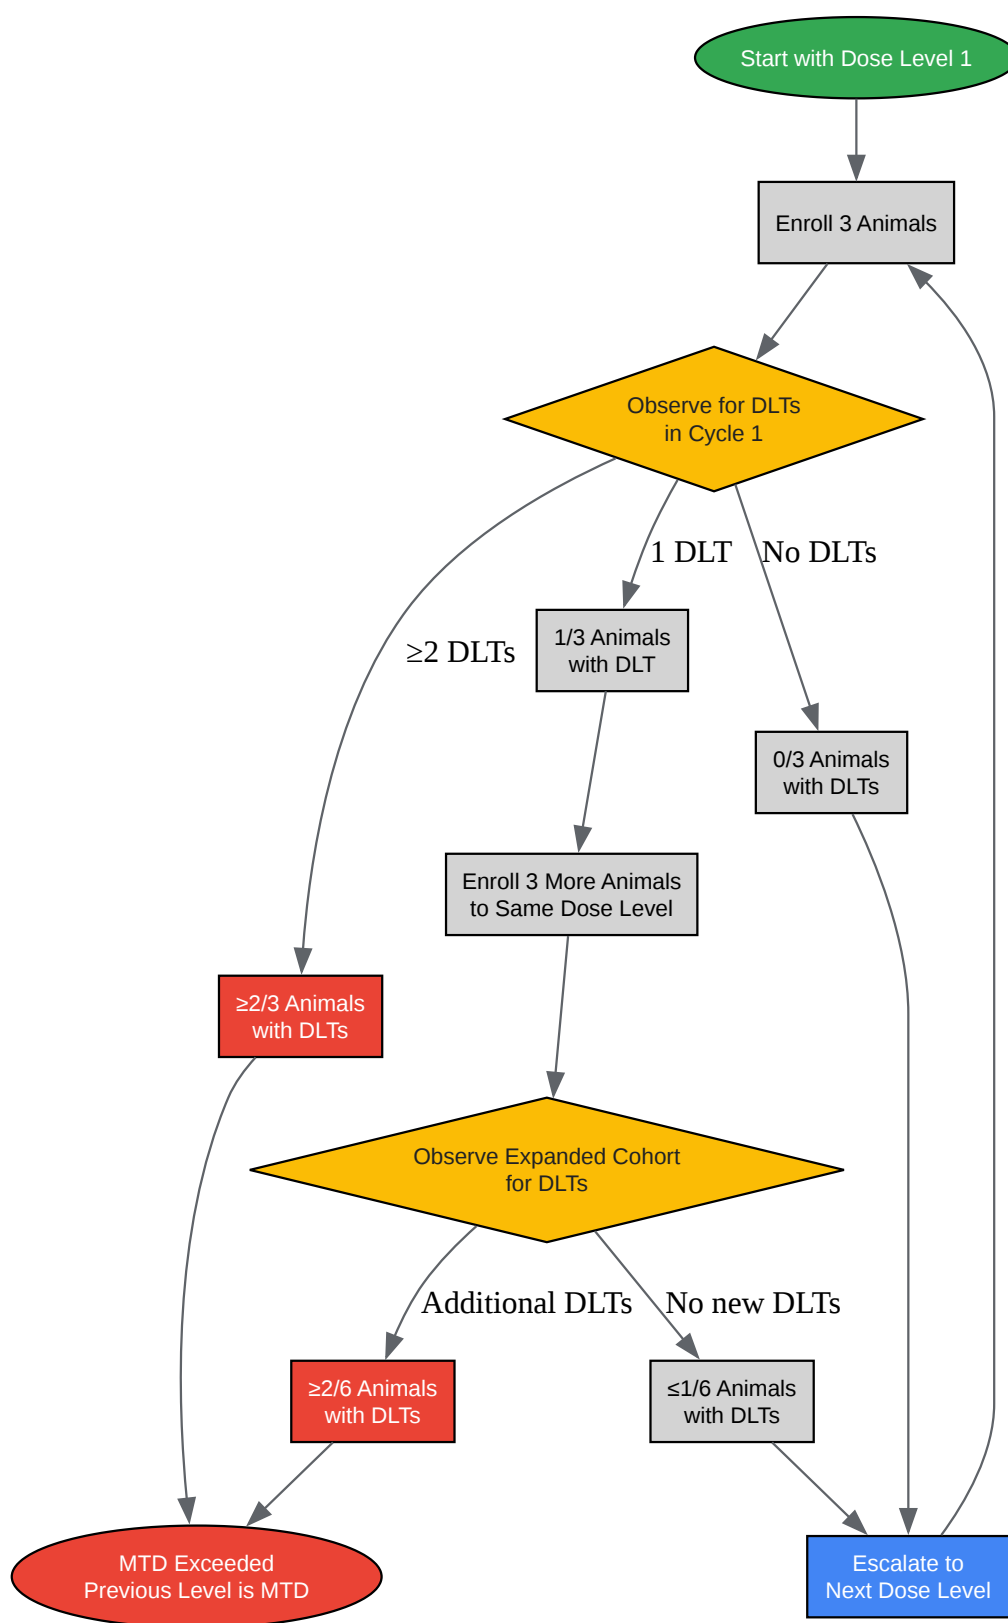 Start with Dose Level 1
Enroll 3 Animals
Observe for DLTs
in Cycle 1
1 DLT
No DLTs
≥2 DLTs
1/3 Animals
with DLT
0/3 Animals
with DLTs
Enroll 3 More Animals
to Same Dose Level
≥2/3 Animals
with DLTs
Observe Expanded Cohort
for DLTs
Additional DLTs
No new DLTs
≥2/6 Animals
with DLTs
≤1/6 Animals
with DLTs
MTD Exceeded
Previous Level is MTD
Escalate to
Next Dose Level